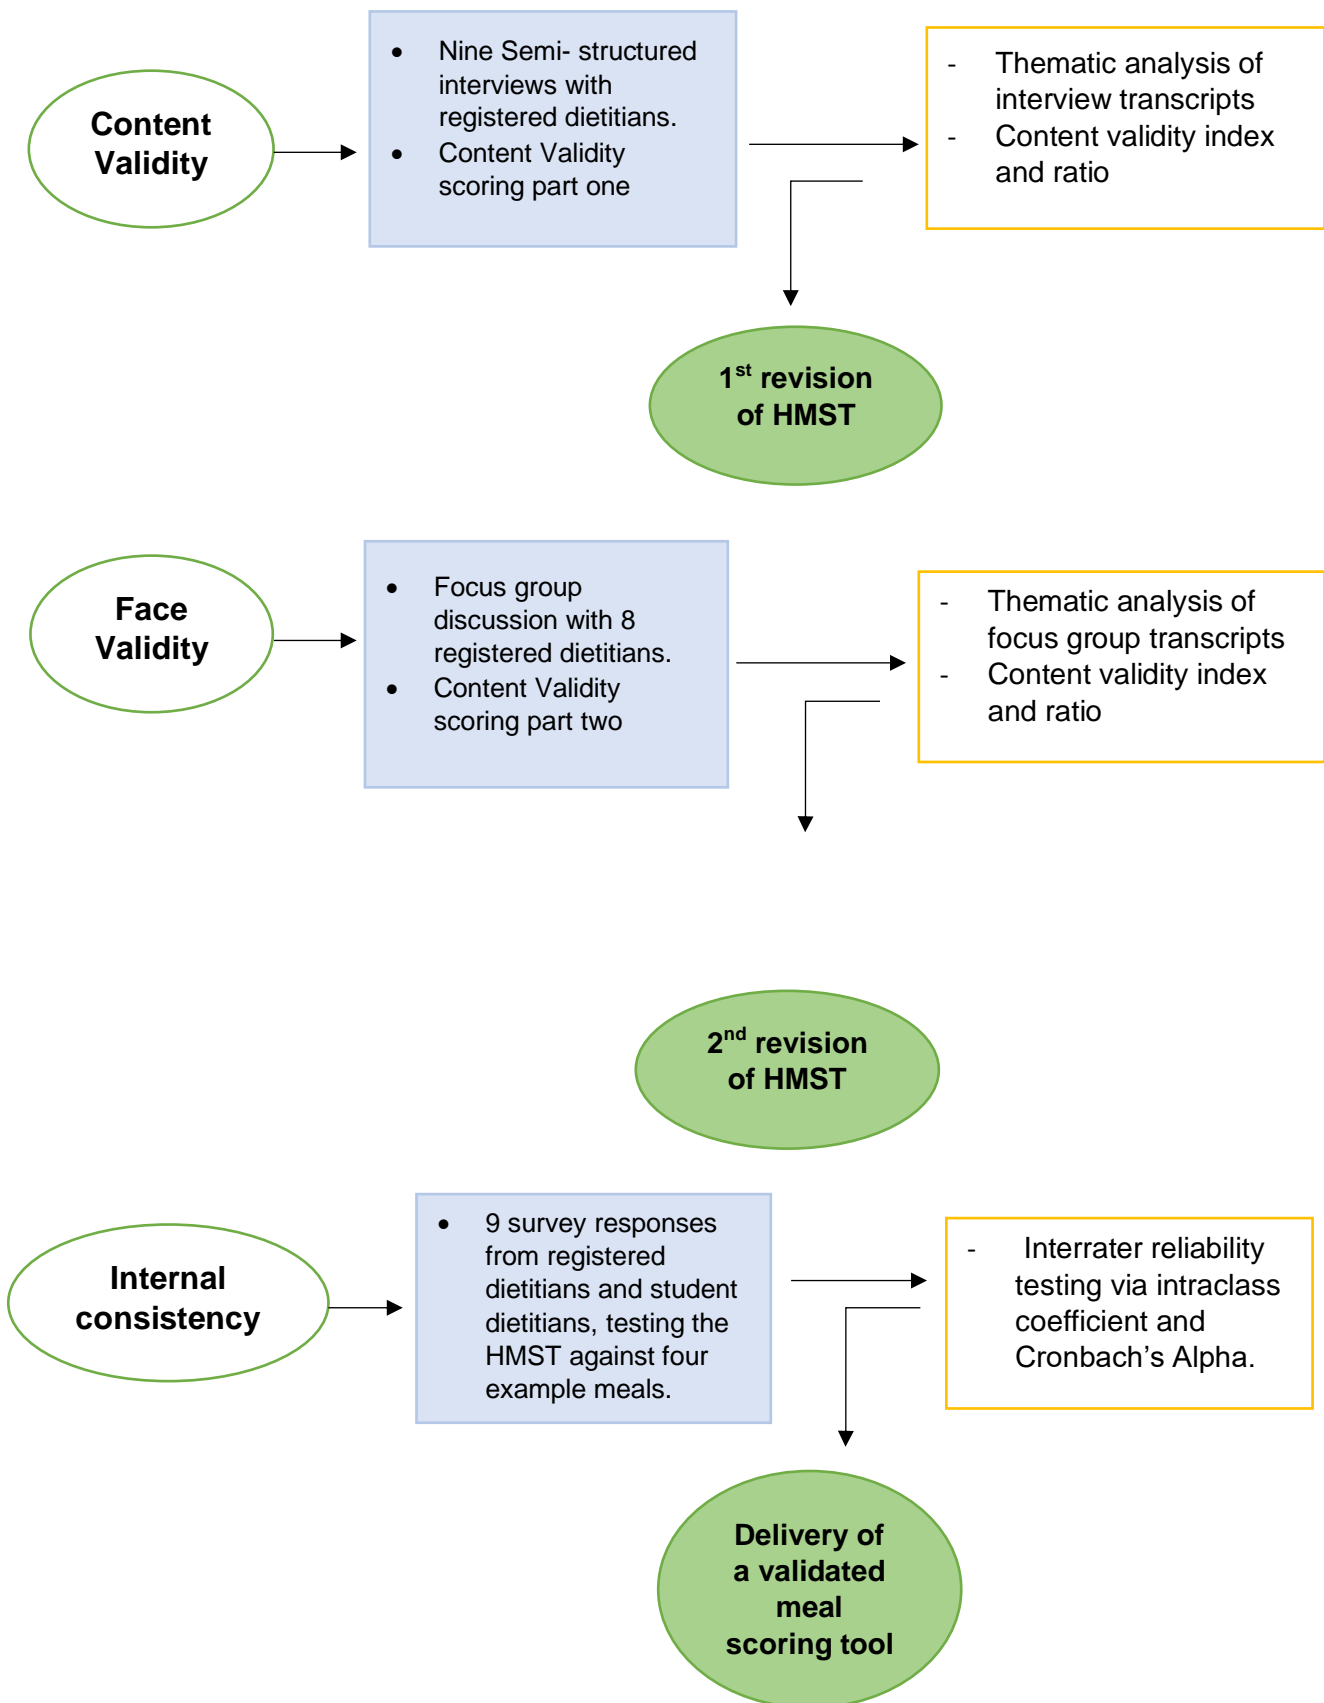 Content
Validity
• Nine Semi- structured
interviews with
registered dietitians.
• Content Validity
scoring part one
- Thematic analysis of
interview transcripts
- Content validity index
and ratio
1st revision
of HMST
Face
Validity
• Focus group
discussion with 8
registered dietitians.
• Content Validity
scoring part two
- Thematic analysis of
focus group transcripts
- Content validity index
and ratio
2nd revision
of HMST
Internal
consistency
• 9 survey responses
from registered
dietitians and student
dietitians, testing the
HMST against four
example meals.
- Interrater reliability
testing via intraclass
coefficient and
Cronbach’s Alpha.
Delivery of
a validated
meal
scoring tool